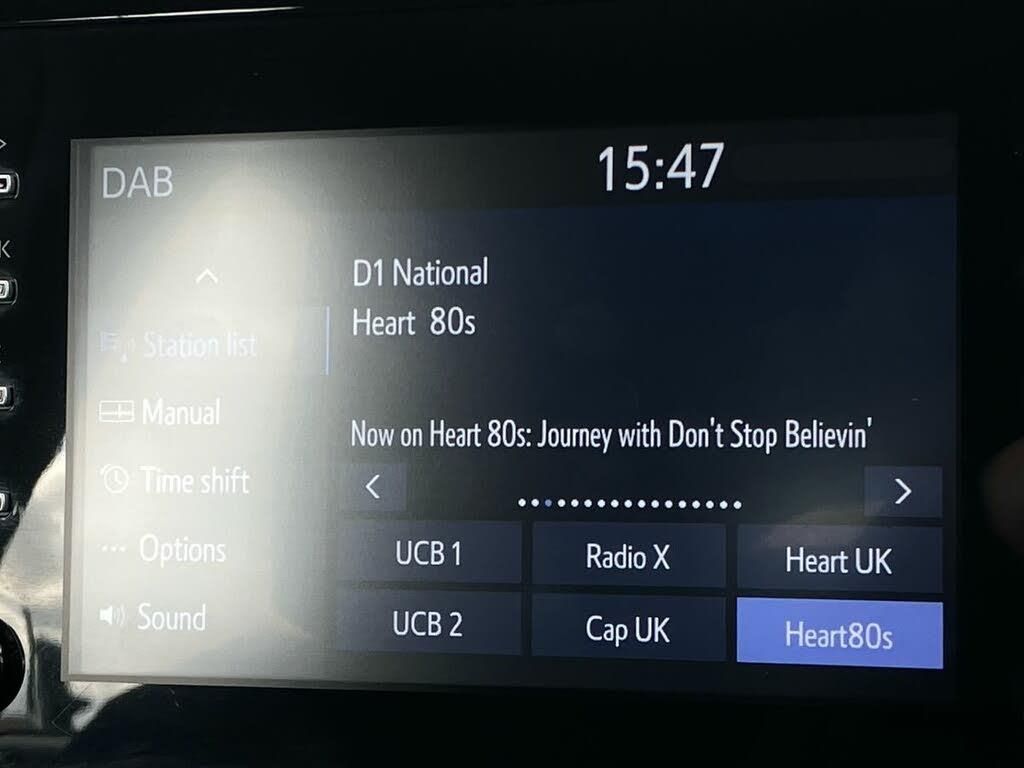 DAB
15:47
D1 National
Heart 80s
Station list
Manual
Time shift
Options
Sound
Now on Heart 80s: Journey with Don't Stop Believin'
UCB 1
Radio X
Heart UK
UCB 2
Cap UK
Heart80s
K